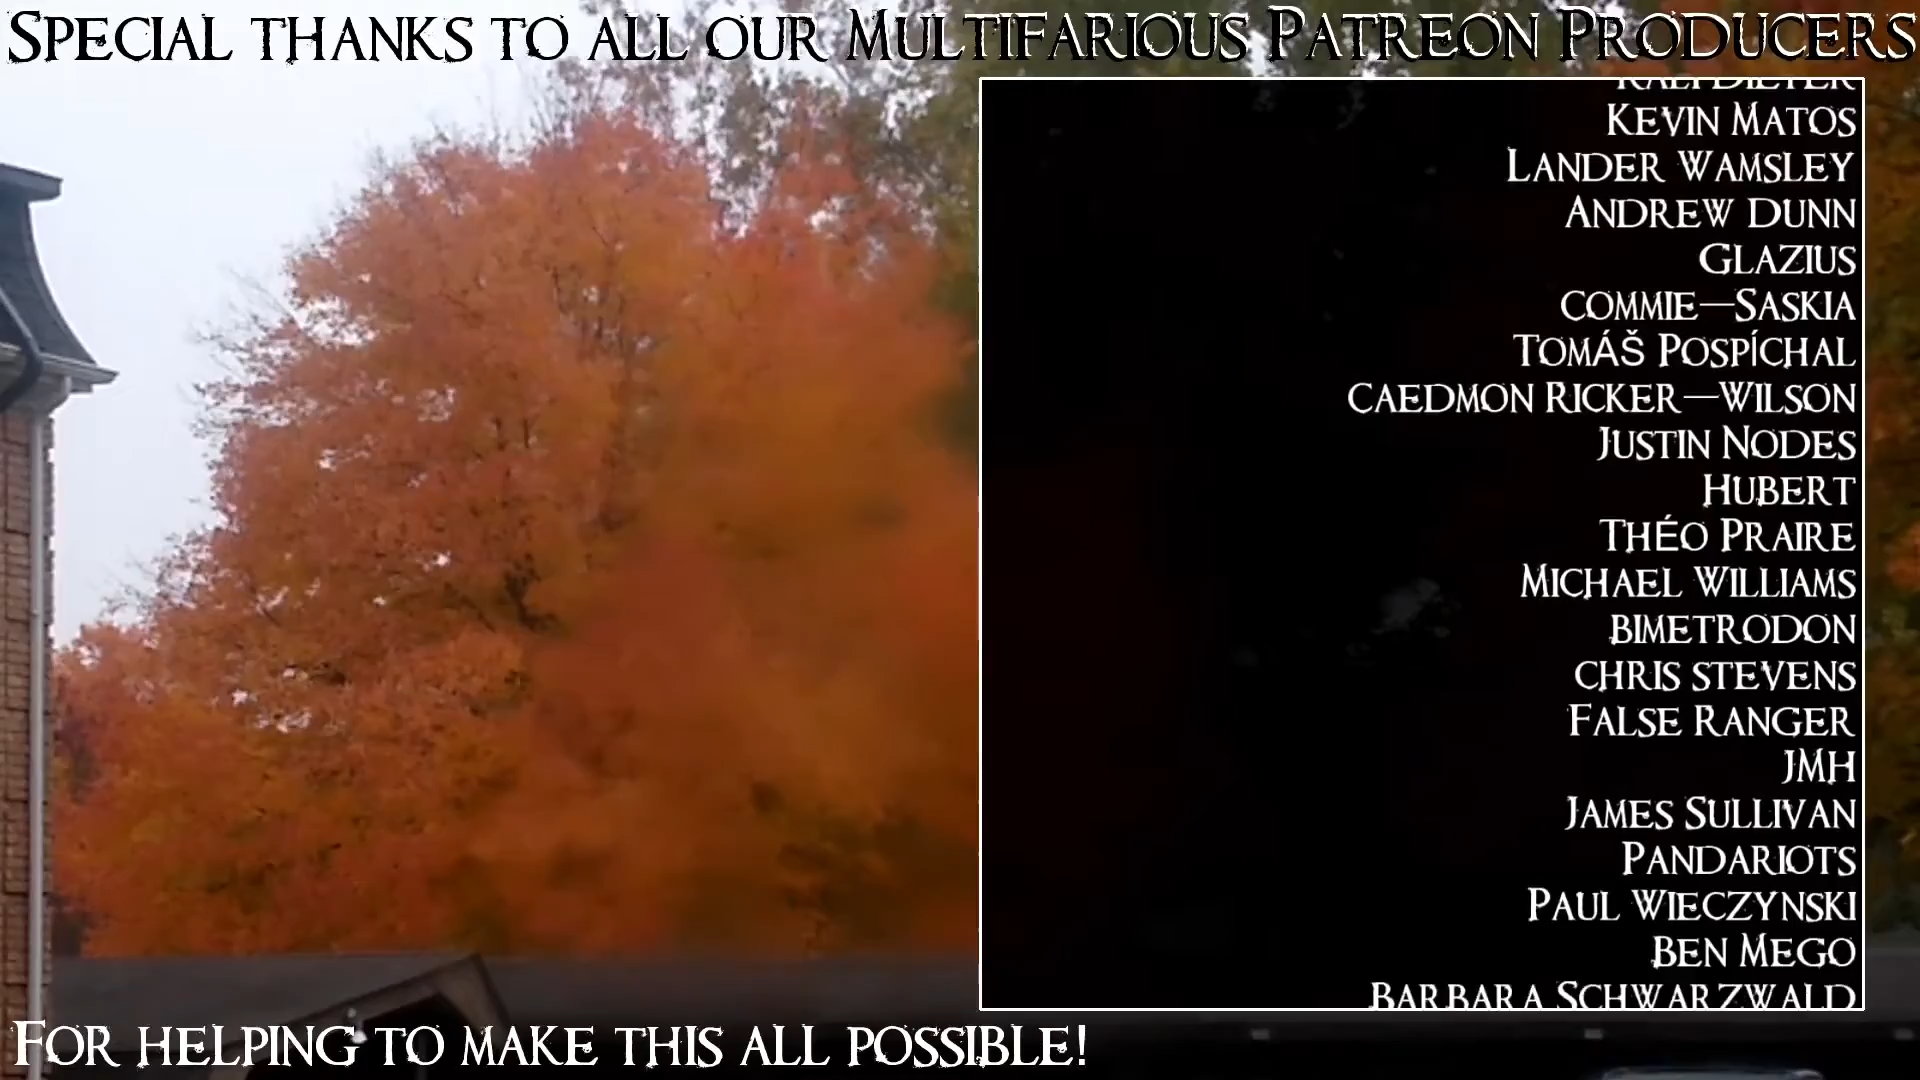 Special thanks to all our Multifarious Patreon Producers
Kevin Matos
Lander Wamsley
Andrew Dunn
Glazius
commie—Saskia
Tomáš Pospíchal
caedmon Ricker—Wilson
Justin Nodes
Hubert
Théo Praire
Michael Williams
bimetrodon
chris stevens
False Ranger
JMH
James Sullivan
Pandariots
Paul Wieczynski
Ben Mego
Barbara Schwarzwald
For helping to make this all possible!